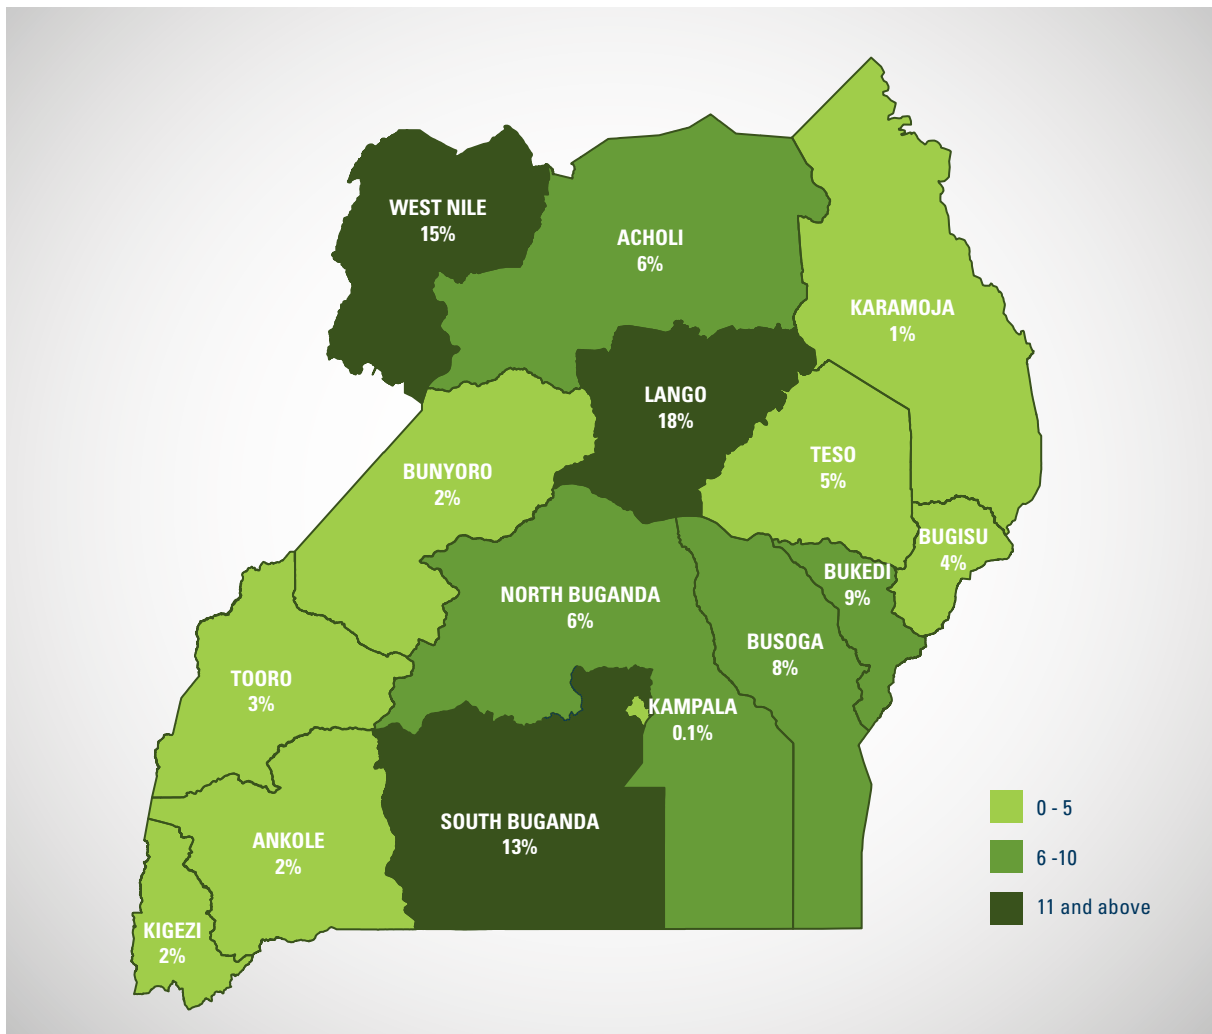 WEST NILE
15%
ACHOLI
6%
KARAMOJA
1%
LANGO
18%
TESO
5%
BUNYORO
2%
BUGISU
4%
BUKEDI
9%
NORTH BUGANDA
6%
BUSOGA
8%
TOORO
3%
KAMPALA
0.1%
SOUTH BUGANDA
13%
ANKOLE
2%
KIGEZI
2%
0 - 5
6 -10
11 and above